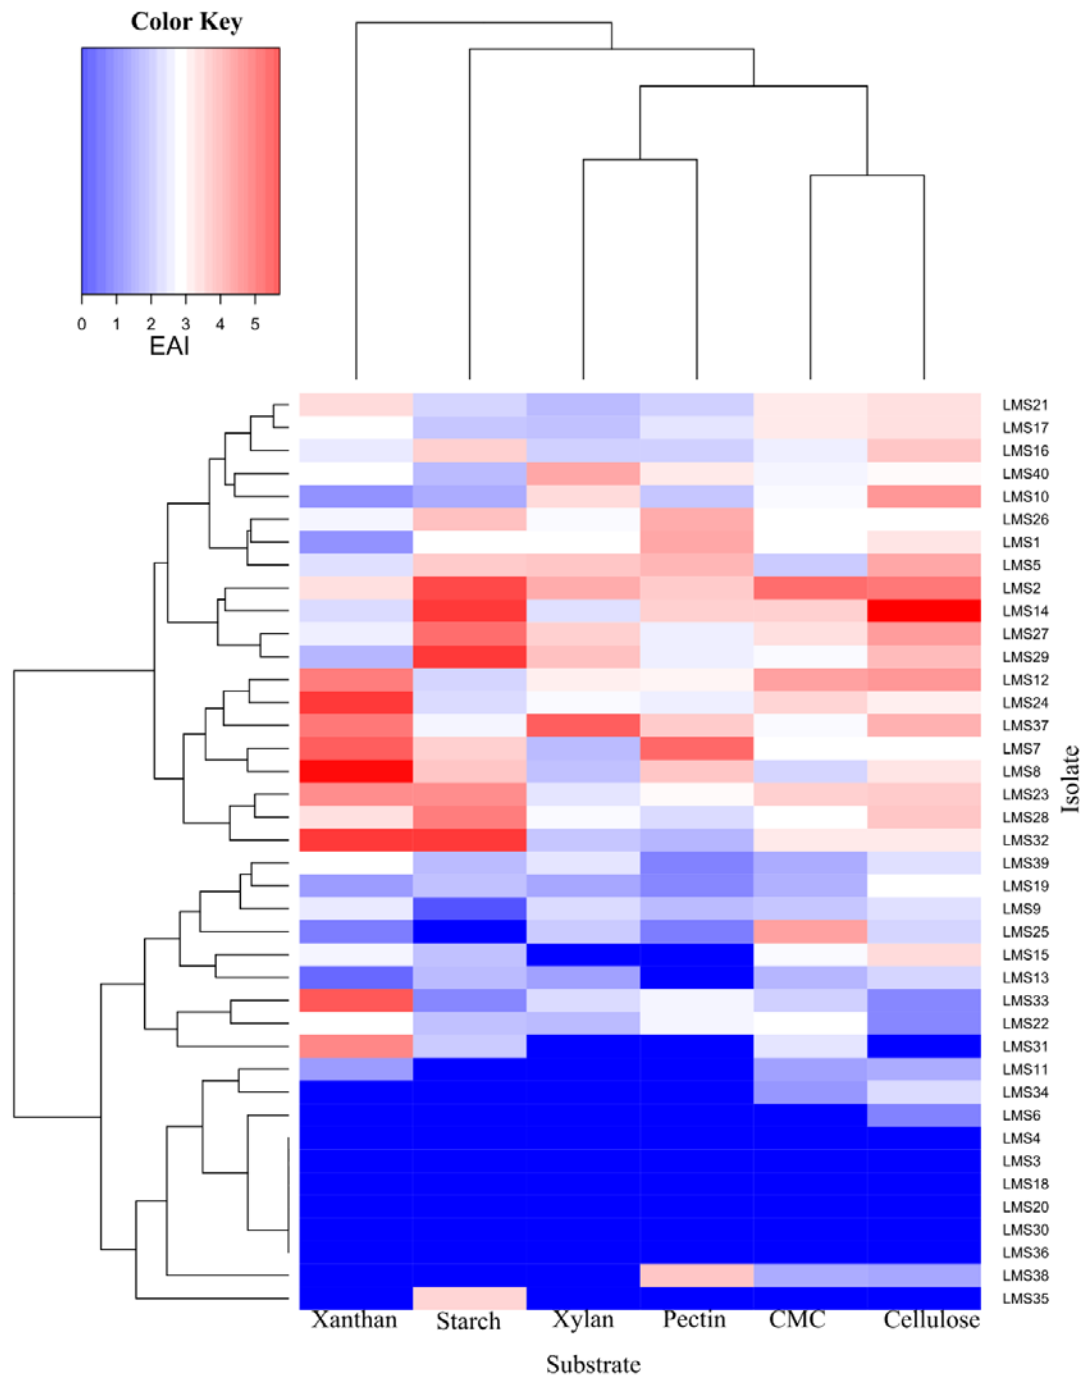 Color Key
0 1 2 3 4 5
EAI
LMS21
LMS17
LMS16
LMS40
LMS10
LMS26
LMS1
LMS5
LMS2
LMS14
LMS27
LMS29
LMS12
LMS24
LMS37
LMS7
LMS8
LMS23
LMS28
LMS32
LMS39
LMS19
LMS9
LMS25
LMS15
LMS13
LMS33
LMS22
LMS31
LMS11
LMS34
LMS6
LMS4
LMS3
LMS18
LMS20
LMS30
LMS36
LMS38
LMS35
Isolate
Xanthan Starch Xylan Pectin CMC Cellulose
Substrate